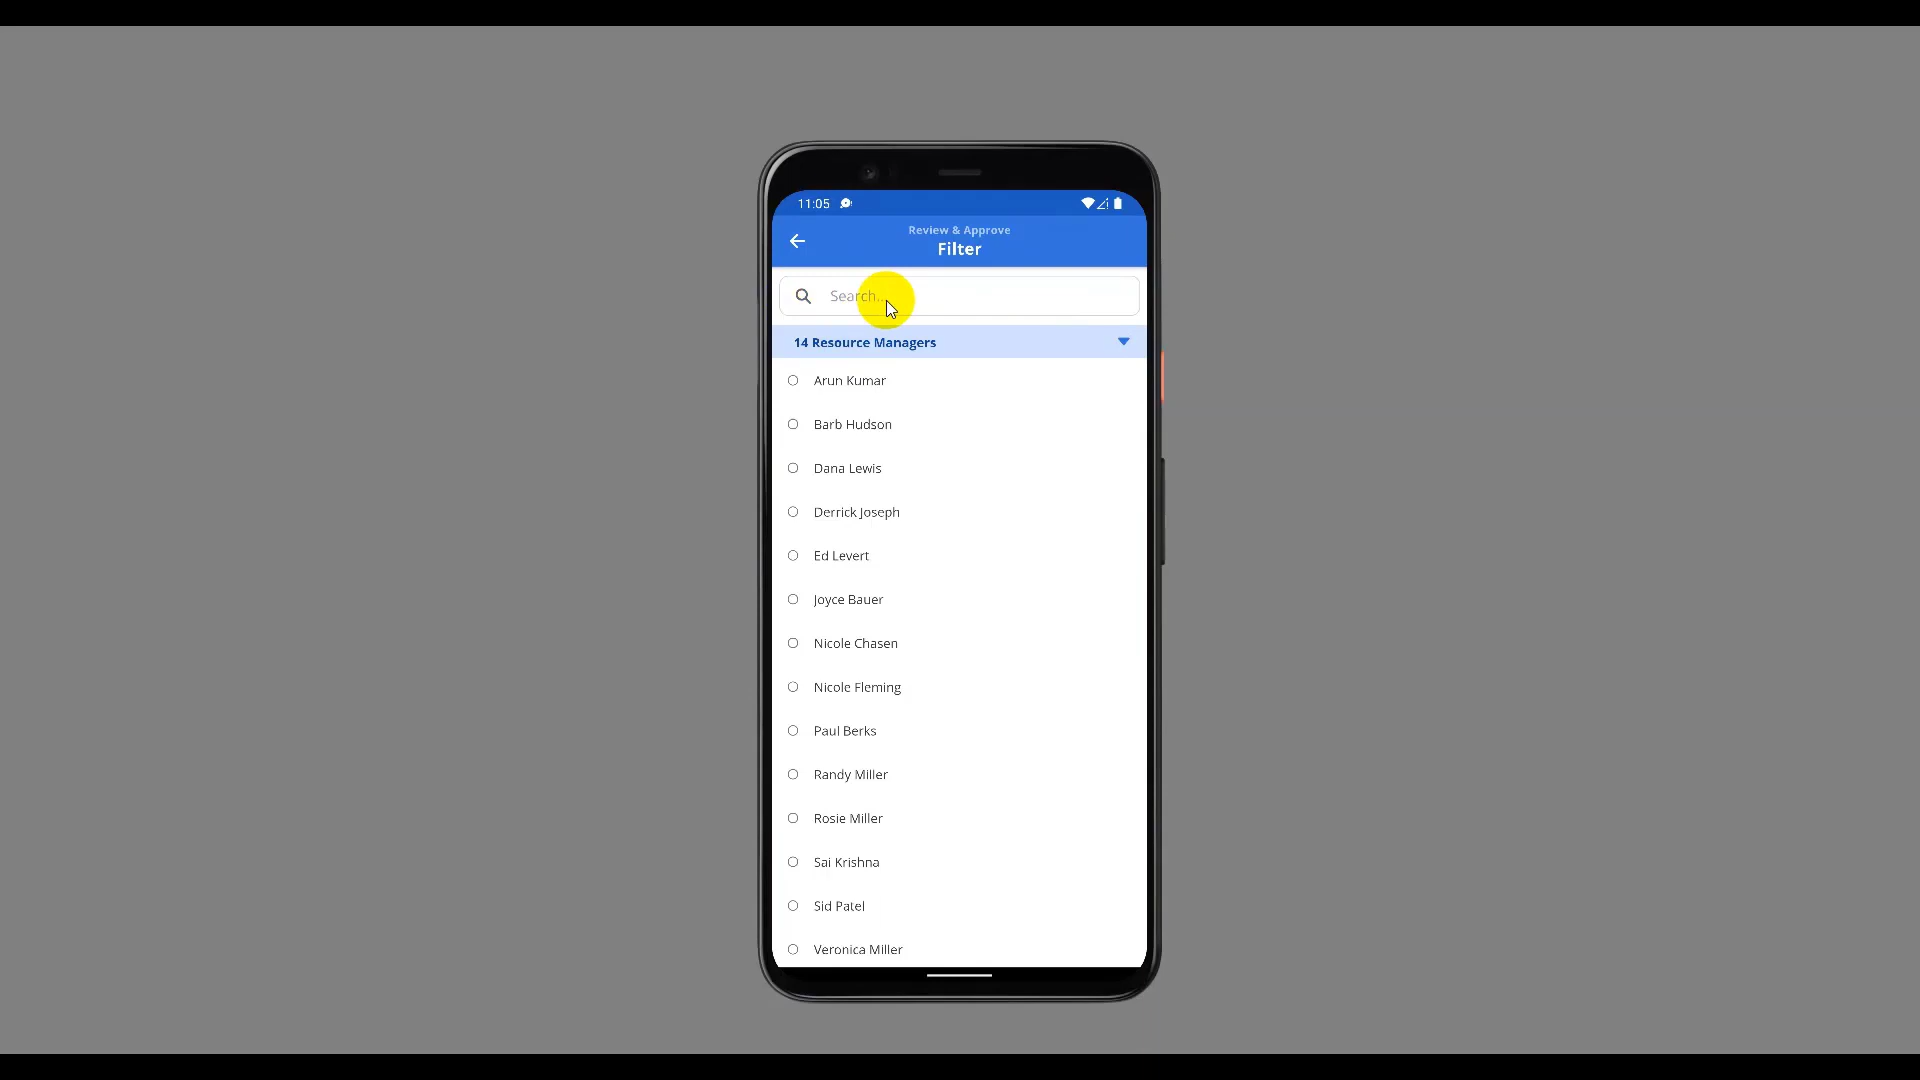 11:05
Review & Approve
Filter
Search...
14 Resource Managers
Arun Kumar
Barb Hudson
Dana Lewis
Derrick Joseph
Ed Levert
Joyce Bauer
Nicole Chasen
Nicole Fleming
Paul Berks
Randy Miller
Rosie Miller
Sai Krishna
Sid Patel
Veronica Miller